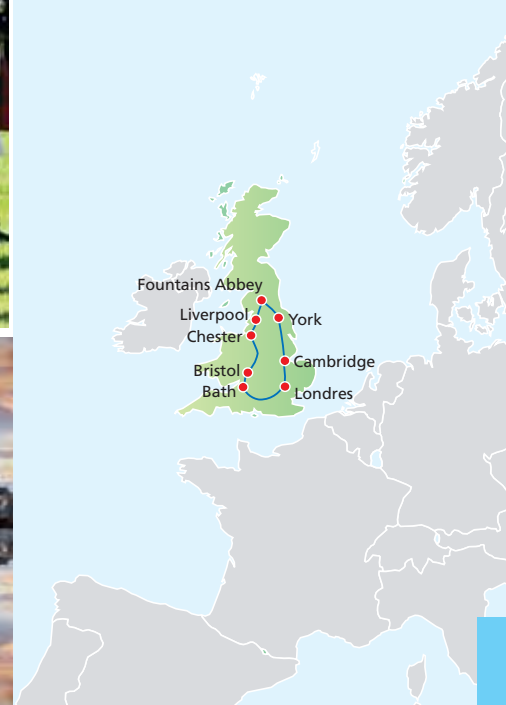 Fountains Abbey
Liverpool
York
Chester
Cambridge
Bristol
Bath
Londres